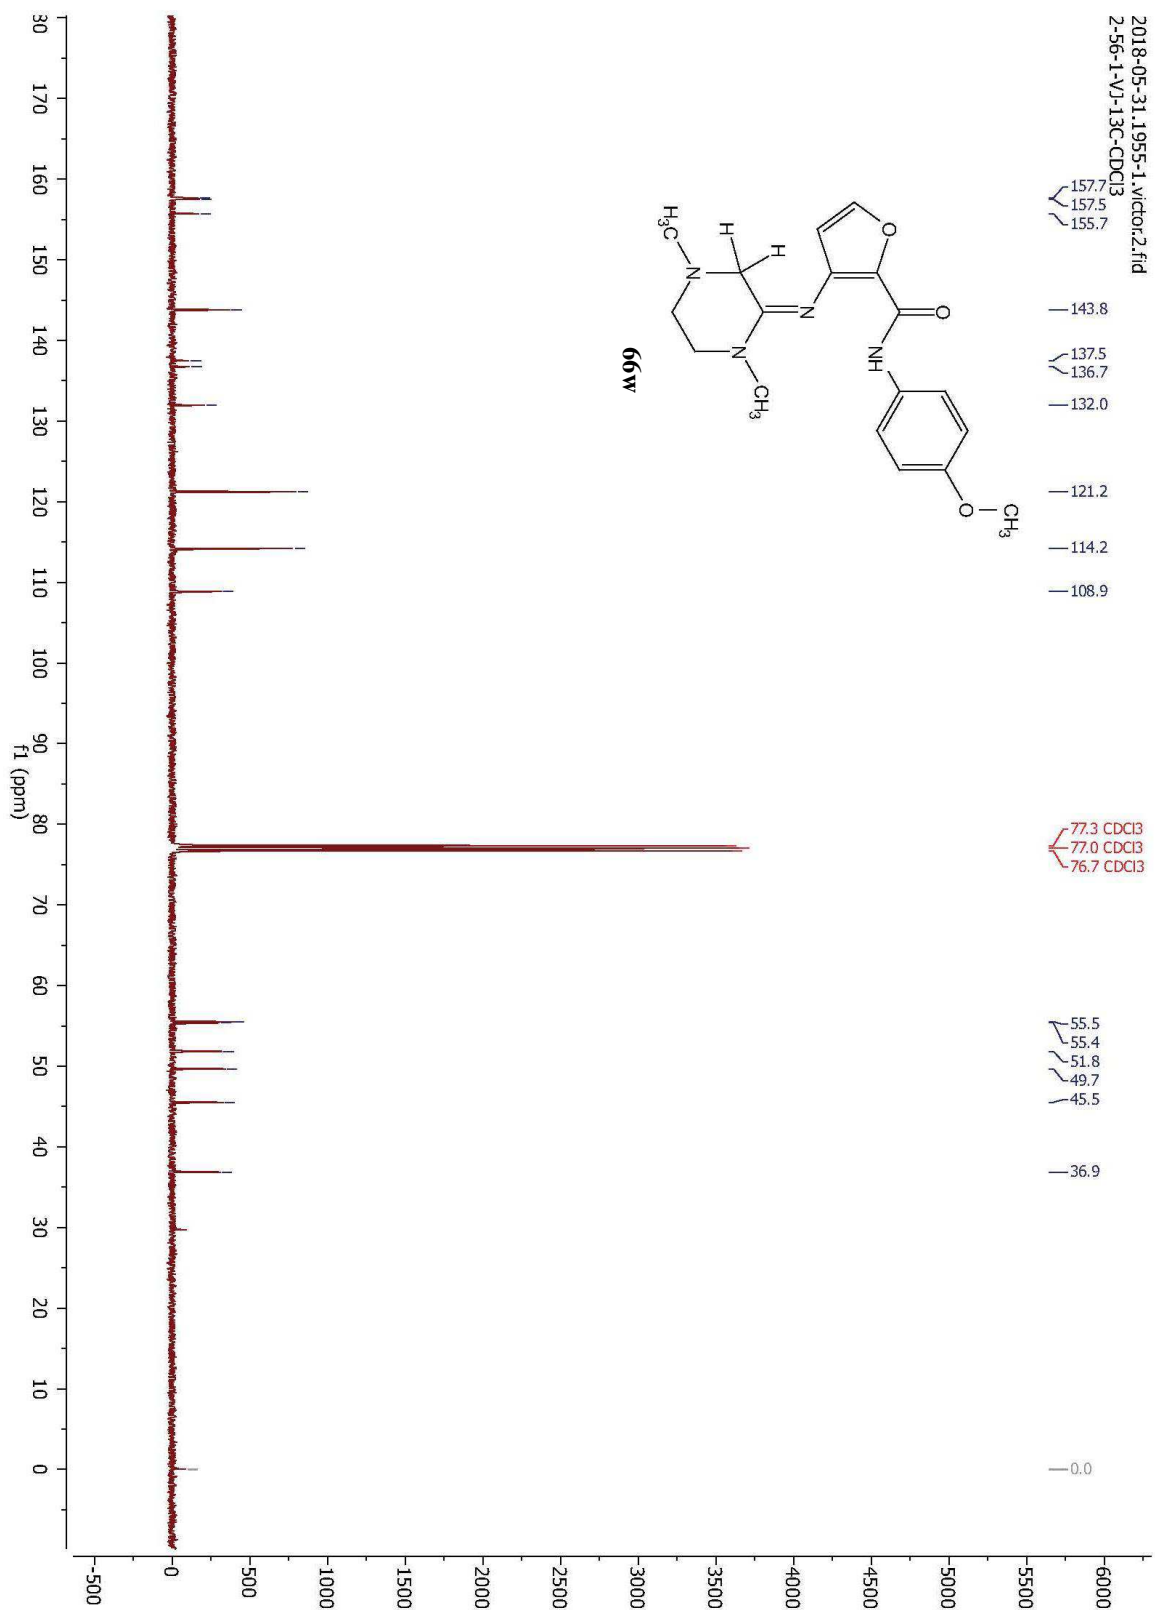 2018-05-31.1955-1.victor.2.fid
2-56-1-VJ-13C-CDCl3
157.7
157.5
155.7
143.8
137.5
136.7
132.0
121.2
114.2
108.9
77.3 CDCl3
77.0 CDCl3
76.7 CDCl3
55.5
55.4
51.8
49.7
45.5
36.9
0.0
O
O
NH
O
CH3
N
H
H
N
H3C
N
CH3
66w
6000
5500
5000
4500
4000
3500
3000
2500
2000
1500
1000
500
0
-500
80
170
160
150
140
130
120
110
100
90
80
70
60
50
40
30
20
10
0
f1 (ppm)